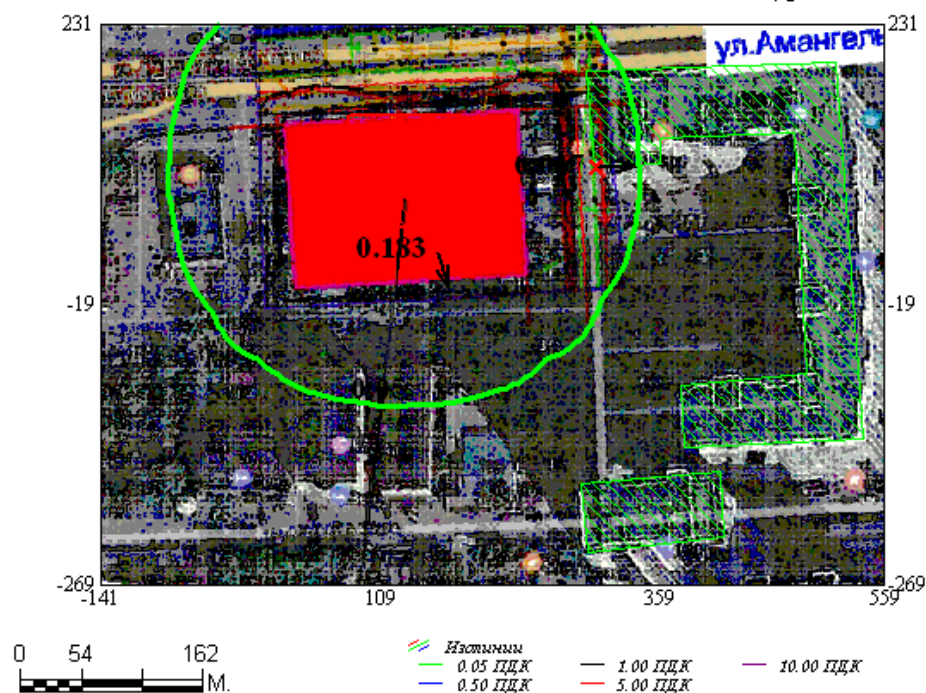 231
231
ул.Амангель
0.183
-19
-19
-269
-269
-141
109
359
559
0
54
162
М.
Изолинии
0.05 ПДК
1.00 ПДК
10.00 ПДК
0.50 ПДК
5.00 ПДК